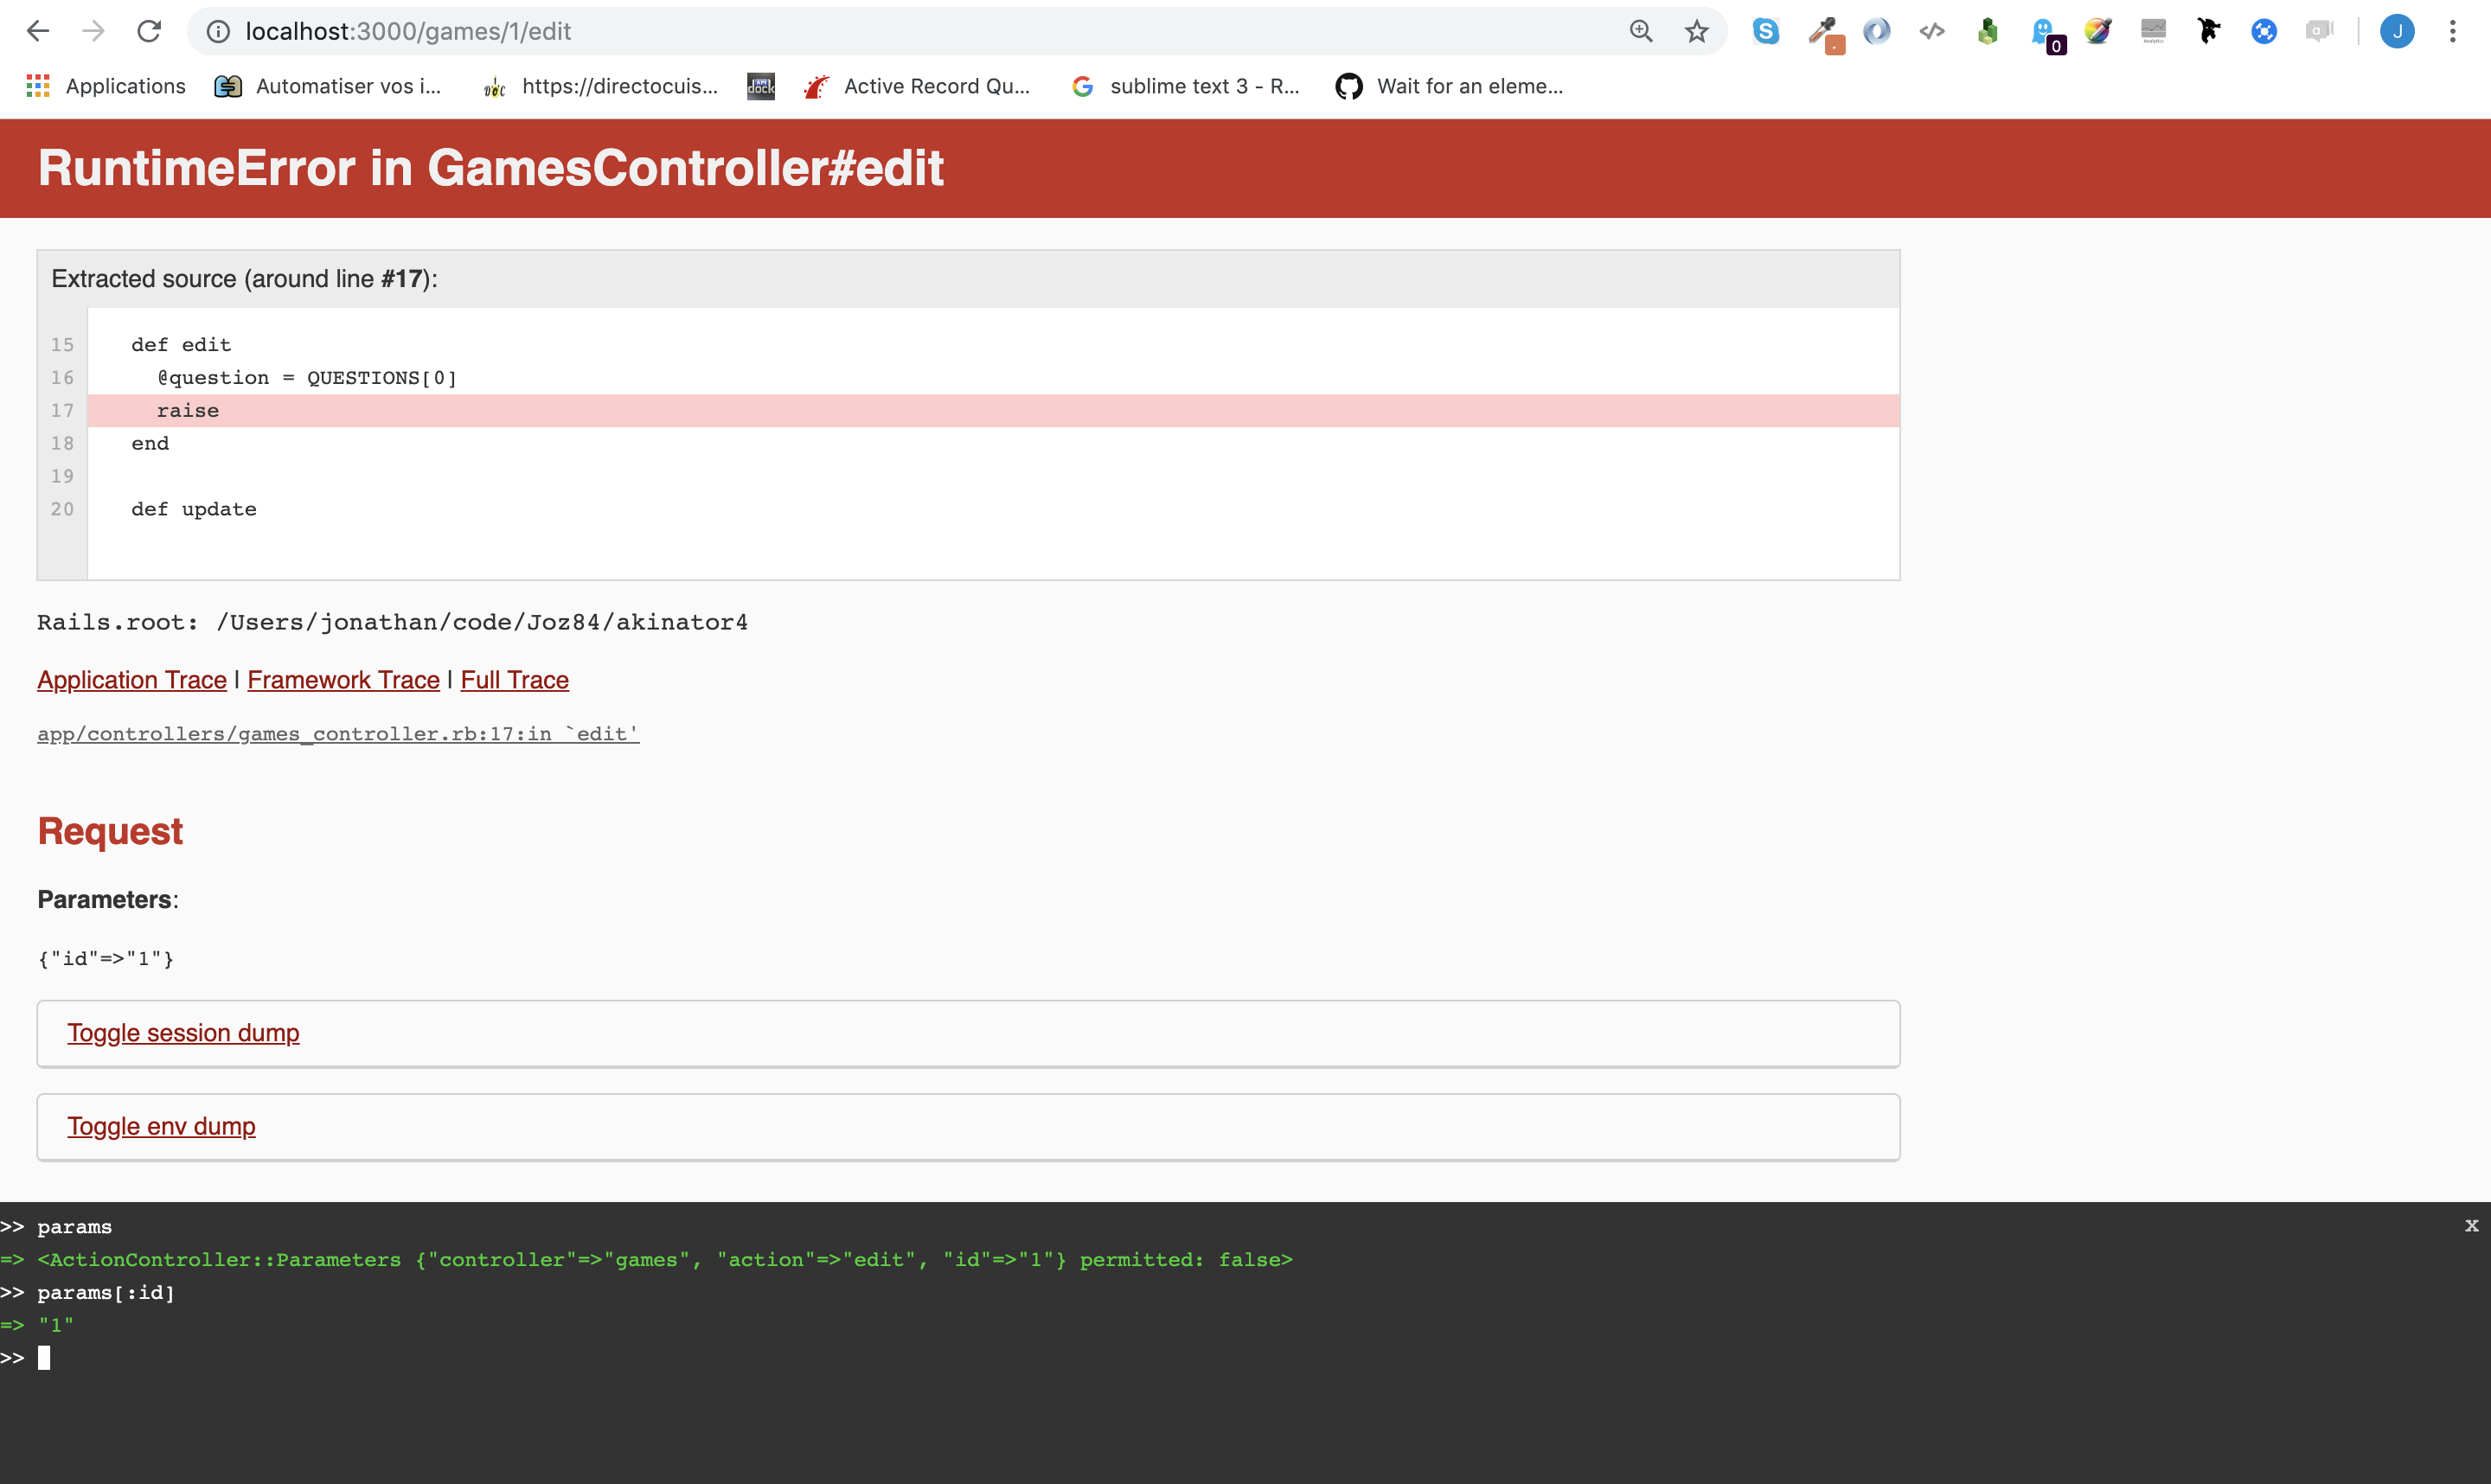 localhost:3000/games/1/edit
Applications Automatiser vos i... https://directocuis... Active Record Qu... sublime text 3 - R... Wait for an eleme...
RuntimeError in GamesController#edit
Extracted source (around line #17):
15 def edit
16 @question = QUESTIONS[0]
17 raise
18 end
19
20 def update
Rails.root: /Users/jonathan/code/Joz84/akinator4
Application Trace | Framework Trace | Full Trace
app/controllers/games_controller.rb:17:in `edit'
Request
Parameters:
{"id"=>"1"}
Toggle session dump
Toggle env dump
>> params
x
=> <ActionController::Parameters {"controller"=>"games", "action"=>"edit", "id"=>"1"} permitted: false>
>> params[:id]
=> "1"
>>